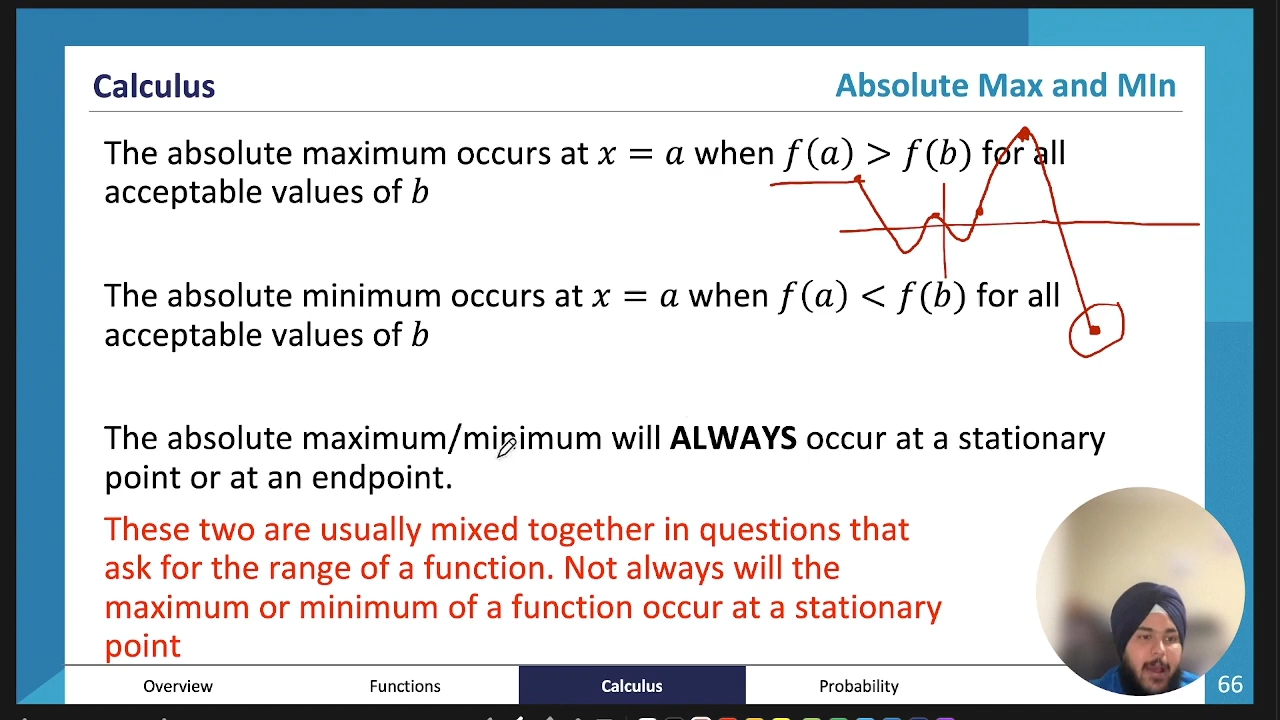 Calculus
Absolute Max and MIn
The absolute maximum occurs at 𝑥 = 𝑎 when 𝑓(𝑎) > 𝑓(𝑏) for all
acceptable values of 𝑏
The absolute minimum occurs at 𝑥 = 𝑎 when 𝑓(𝑎) < 𝑓(𝑏) for all
acceptable values of 𝑏
The absolute maximum/minimum will ALWAYS occur at a stationary
point or at an endpoint.
These two are usually mixed together in questions that
ask for the range of a function. Not always will the
maximum or minimum of a function occur at a stationary
point
Overview Functions Calculus Probability 66